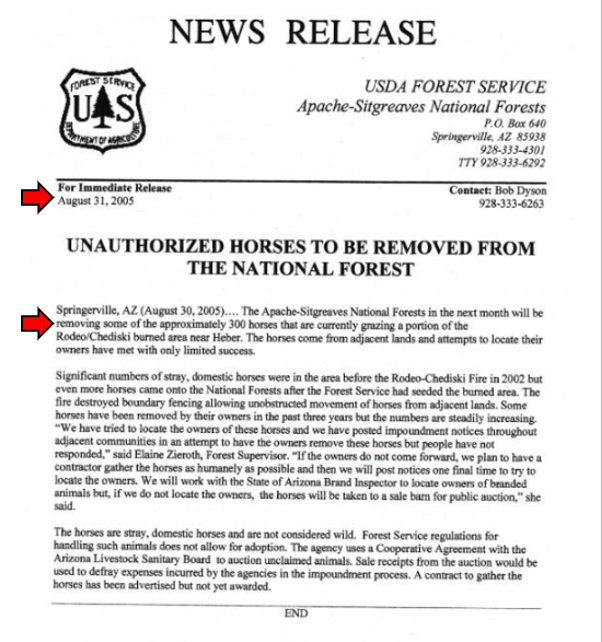 NEWS RELEASE
FOREST SERVICE
U S
DEPARTMENT OF AGRICULTURE
USDA FOREST SERVICE
Apache-Sitgreaves National Forests
P.O. Box 640
Springerville, AZ 85938
928-333-4301
TTY 928-333-6292
For Immediate Release
August 31, 2005
Contact: Bob Dyson
928-333-6263
UNAUTHORIZED HORSES TO BE REMOVED FROM
THE NATIONAL FOREST
Springerville, AZ (August 30, 2005).... The Apache-Sitgreaves National Forests in the next month will be
removing some of the approximately 300 horses that are currently grazing a portion of the
Rodeo/Chediski burned area near Heber. The horses come from adjacent lands and attempts to locate their
owners have met with only limited success.
Significant numbers of stray, domestic horses were in the area before the Rodeo-Chediski Fire in 2002 but
even more horses came onto the National Forests after the Forest Service had seeded the burned area. The
fire destroyed boundary fencing allowing unobstructed movement of horses from adjacent lands. Some
horses have been removed by their owners in the past three years but the numbers are steadily increasing.
“We have tried to locate the owners of these horses and we have posted impoundment notices throughout
adjacent communities in an attempt to have the owners remove these horses but people have not
responded,” said Elaine Zieroth, Forest Supervisor. “If the owners do not come forward, we plan to have a
contractor gather the horses as humanely as possible and then we will post notices one final time to try to
locate the owners. We will work with the State of Arizona Brand Inspector to locate owners of branded
animals but, if we do not locate the owners, the horses will be taken to a sale barn for public auction,” she
said.
The horses are stray, domestic horses and are not considered wild. Forest Service regulations for
handling such animals does not allow for adoption. The agency uses a Cooperative Agreement with the
Arizona Livestock Sanitary Board to auction unclaimed animals. Sale receipts from the auction would be
used to defray expenses incurred by the agencies in the impoundment process. A contract to gather the
horses has been advertised but not yet awarded.
END